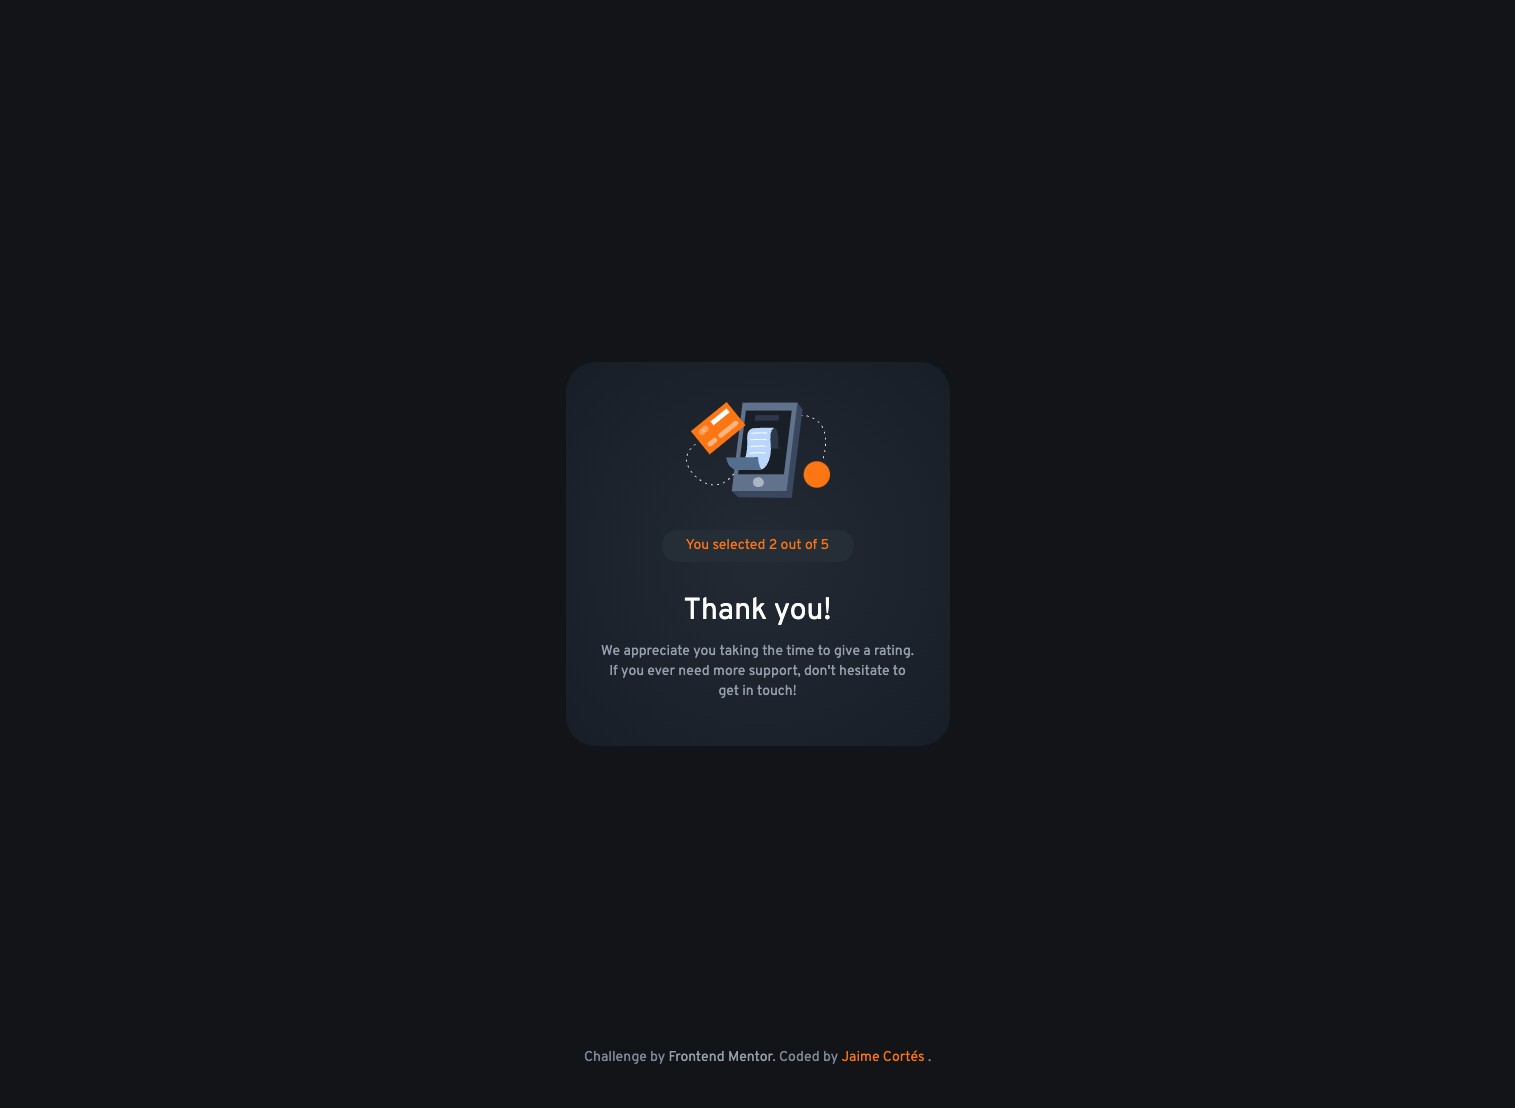 You selected 2 out of 5
Thank you!
We appreciate you taking the time to give a rating.
If you ever need more support, don't hesitate to
get in touch!
Challenge by Frontend Mentor. Coded by Jaime Cortés .